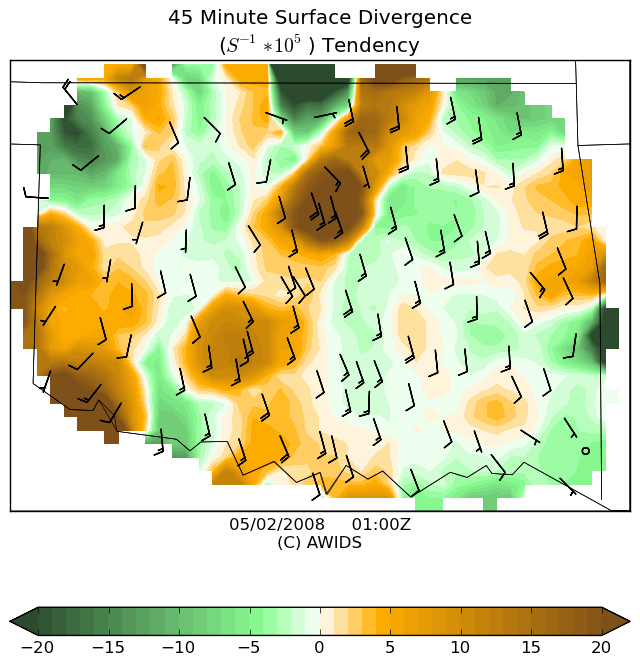 45 Minute Surface Divergence
(S⁻¹ *10⁵ ) Tendency
05/02/2008 01:00Z
(C) AWIDS
−20 −15 −10 −5 0 5 10 15 20